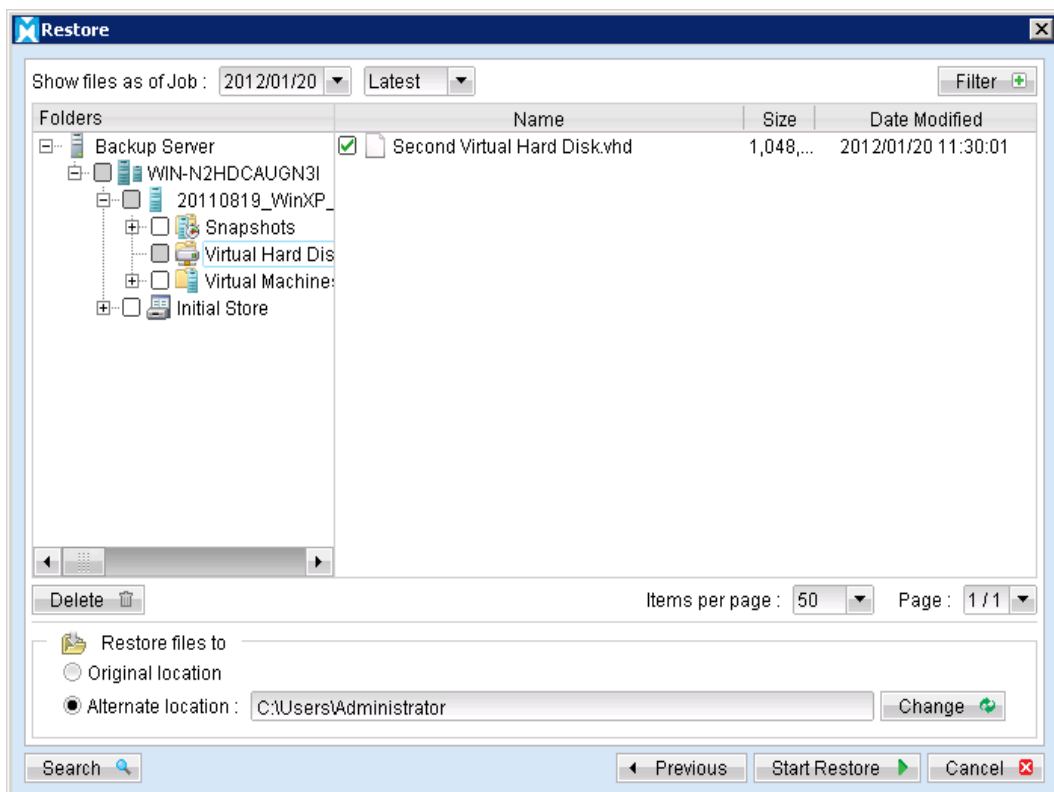 Restore
Show files as of Job : 2012/01/20 Latest Filter
Folders Name Size Date Modified
Backup Server Second Virtual Hard Disk.vhd 1,048,... 2012/01/20 11:30:01
WIN-N2HDCAUGN3I
20110819_WinXP_
Snapshots
Virtual Hard Dis
Virtual Machine
Initial Store
Delete Items per page : 50 Page : 1 / 1
Restore files to
Original location
Alternate location : C:\Users\Administrator Change
Search Previous Start Restore Cancel